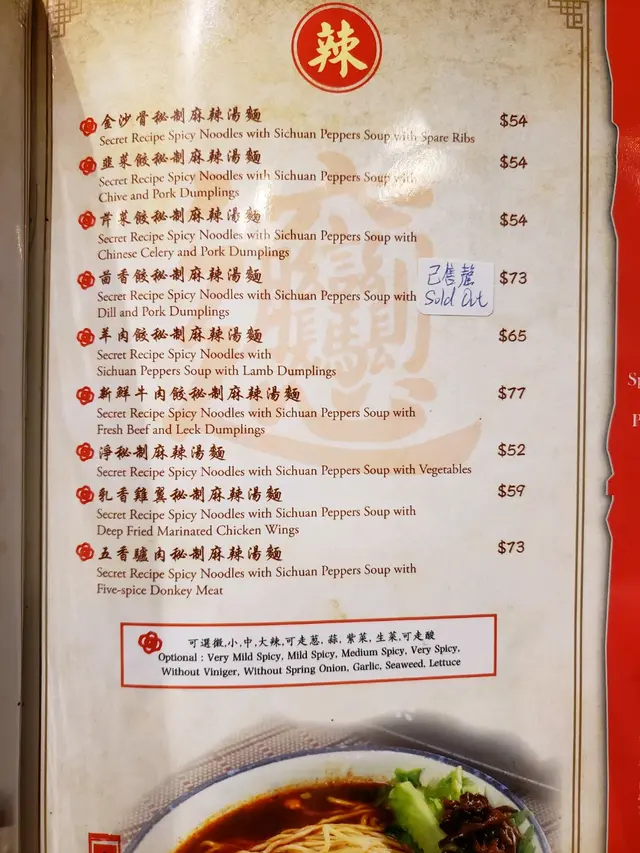 辣
金沙骨秘制麻辣湯麵 $54
Secret Recipe Spicy Noodles with Sichuan Peppers Soup with Spare Ribs
韮菜餃秘制麻辣湯麵 $54
Secret Recipe Spicy Noodles with Sichuan Peppers Soup with
Chive and Pork Dumplings
芹菜餃秘制麻辣湯麵 $54
Secret Recipe Spicy Noodles with Sichuan Peppers Soup with
Chinese Celery and Pork Dumplings
茴香餃秘制麻辣湯麵 已售罄 $73
Secret Recipe Spicy Noodles with Sichuan Peppers Soup with Sold Out
Dill and Pork Dumplings
羊肉餃秘制麻辣湯麵 $65
Secret Recipe Spicy Noodles with
Sichuan Peppers Soup with Lamb Dumplings
新鮮牛肉餃秘制麻辣湯麵 $77
Secret Recipe Spicy Noodles with Sichuan Peppers Soup with
Fresh Beef and Leek Dumplings
淨秘制麻辣湯麵 $52
Secret Recipe Spicy Noodles with Sichuan Peppers Soup with Vegetables
乳香雞翼秘制麻辣湯麵 $59
Secret Recipe Spicy Noodles with Sichuan Peppers Soup with
Deep Fried Marinated Chicken Wings
五香驢肉秘制麻辣湯麵 $73
Secret Recipe Spicy Noodles with Sichuan Peppers Soup with
Five-spice Donkey Meat
可選微,小,中,大辣,可走葱, 蒜, 紫菜, 生菜,可走酸
Optional : Very Mild Spicy, Mild Spicy, Medium Spicy, Very Spicy,
Without Viniger, Without Spring Onion, Garlic, Seaweed, Lettuce